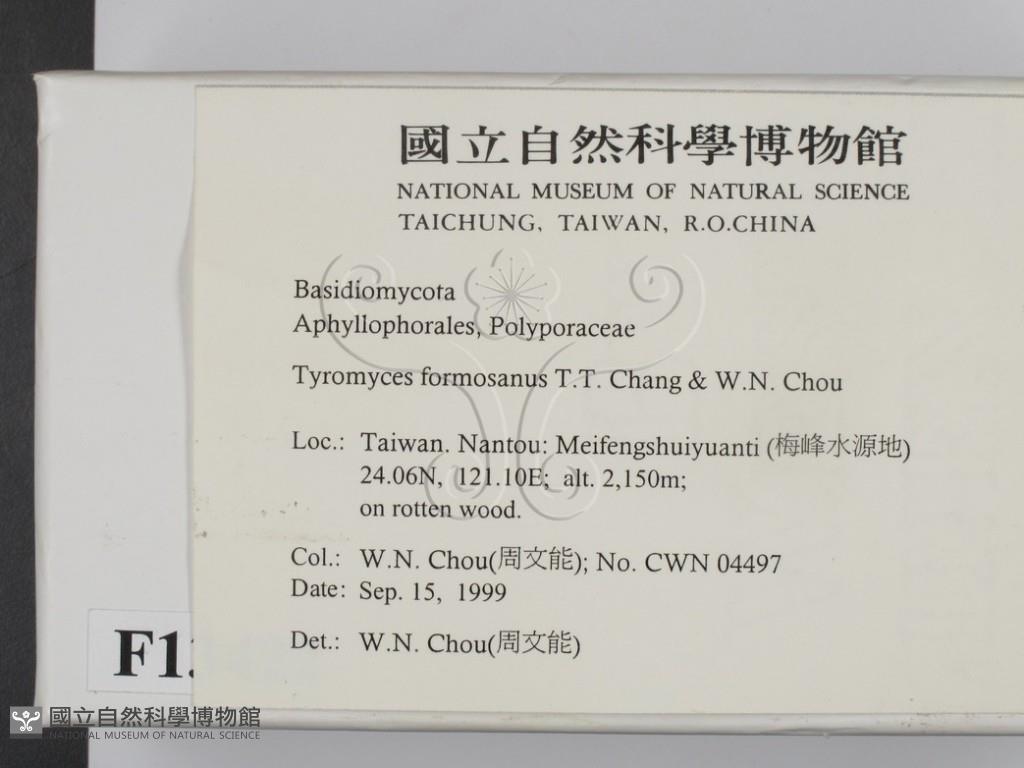 國立自然科學博物館
NATIONAL MUSEUM OF NATURAL SCIENCE
TAICHUNG, TAIWAN, R.O.CHINA
Basidiomycota
Aphyllophorales, Polyporaceae
Tyromyces formosanus T.T. Chang & W.N. Chou
Loc.: Taiwan. Nantou: Meifengshuiyuanti (梅峰水源地)
24.06N, 121.10E; alt. 2,150m;
on rotten wood.
Col.: W.N. Chou(周文能); No. CWN 04497
Date: Sep. 15, 1999
Det.: W.N. Chou(周文能)
國立自然科學博物館
NATIONAL MUSEUM OF NATURAL SCIENCE